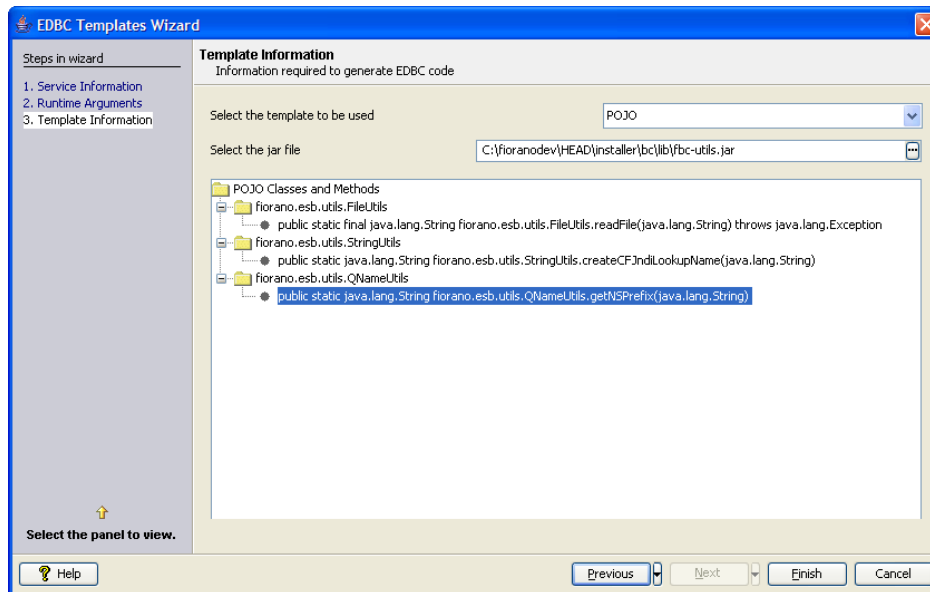 EDBC Templates Wizard
Steps in wizard
1. Service Information
2. Runtime Arguments
3. Template Information
Select the panel to view.
Template Information
Information required to generate EDBC code
Select the template to be used
POJO
Select the jar file
C:\fioranodev\HEAD\installer\bc\lib\fbc-utils.jar
POJO Classes and Methods
fiorano.esb.utils.FileUtils
public static final java.lang.String fiorano.esb.utils.FileUtils.readFile(java.lang.String) throws java.lang.Exception
fiorano.esb.utils.StringUtils
public static java.lang.String fiorano.esb.utils.StringUtils.createCFJndiLookupName(java.lang.String)
fiorano.esb.utils.QNameUtils
public static java.lang.String fiorano.esb.utils.QNameUtils.getNSPrefix(java.lang.String)
Help
Previous
Next
Finish
Cancel